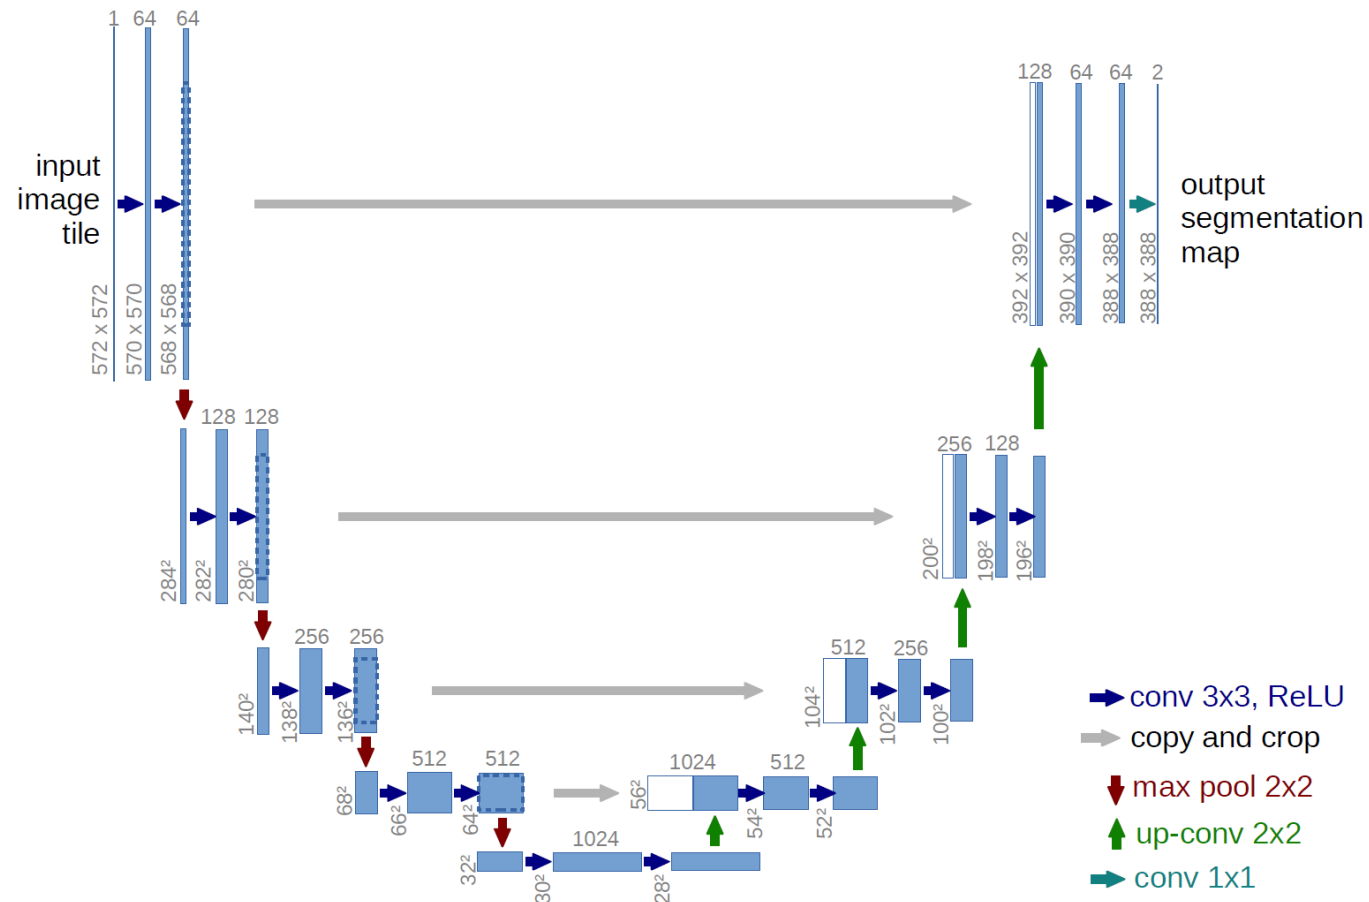 1 64 64
input
image
tile
572 x 572
570 x 570
568 x 568
128 64 64 2
output
segmentation
map
392 x 392
390 x 390
388 x 388
388 x 388
128 128
284²
282²
280²
256 128
200²
198²
196²
256 256
140²
138²
136²
512 256
104²
102²
100²
512 512
68²
66²
64²
1024 512
56²
54²
52²
1024
32²
30²
28²
conv 3x3, ReLU
copy and crop
max pool 2x2
up-conv 2x2
conv 1x1